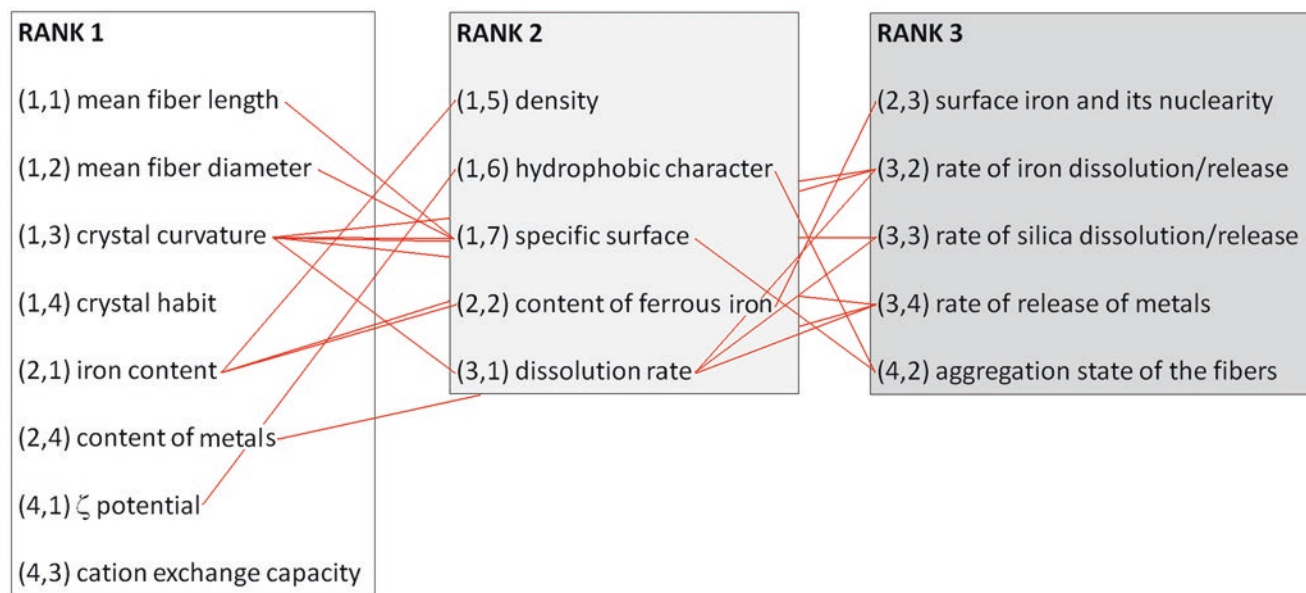 RANK 1
(1,1) mean fiber length
(1,2) mean fiber diameter
(1,3) crystal curvature
(1,4) crystal habit
(2,1) iron content
(2,4) content of metals
(4,1) ζ potential
(4,3) cation exchange capacity
RANK 2
(1,5) density
(1,6) hydrophobic character
(1,7) specific surface
(2,2) content of ferrous iron
(3,1) dissolution rate
RANK 3
(2,3) surface iron and its nuclearity
(3,2) rate of iron dissolution/release
(3,3) rate of silica dissolution/release
(3,4) rate of release of metals
(4,2) aggregation state of the fibers